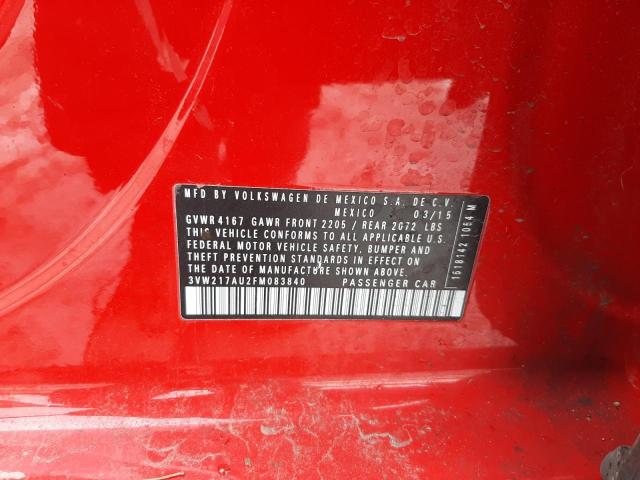 MFD BY VOLKSWAGEN DE MEXICO S.A. DE C.V.
MEXICO 03/15
GVWR 4167 GAWR FRONT 2205 / REAR 2072 LBS
THIS VEHICLE CONFORMS TO ALL APPLICABLE U.S.
FEDERAL MOTOR VEHICLE SAFETY, BUMPER AND
THEFT PREVENTION STANDARDS IN EFFECT ON
THE DATE OF MANUFACTURE SHOWN ABOVE.
3VW217AU2FM083840 PASSENGER CAR
1518142 1054 M